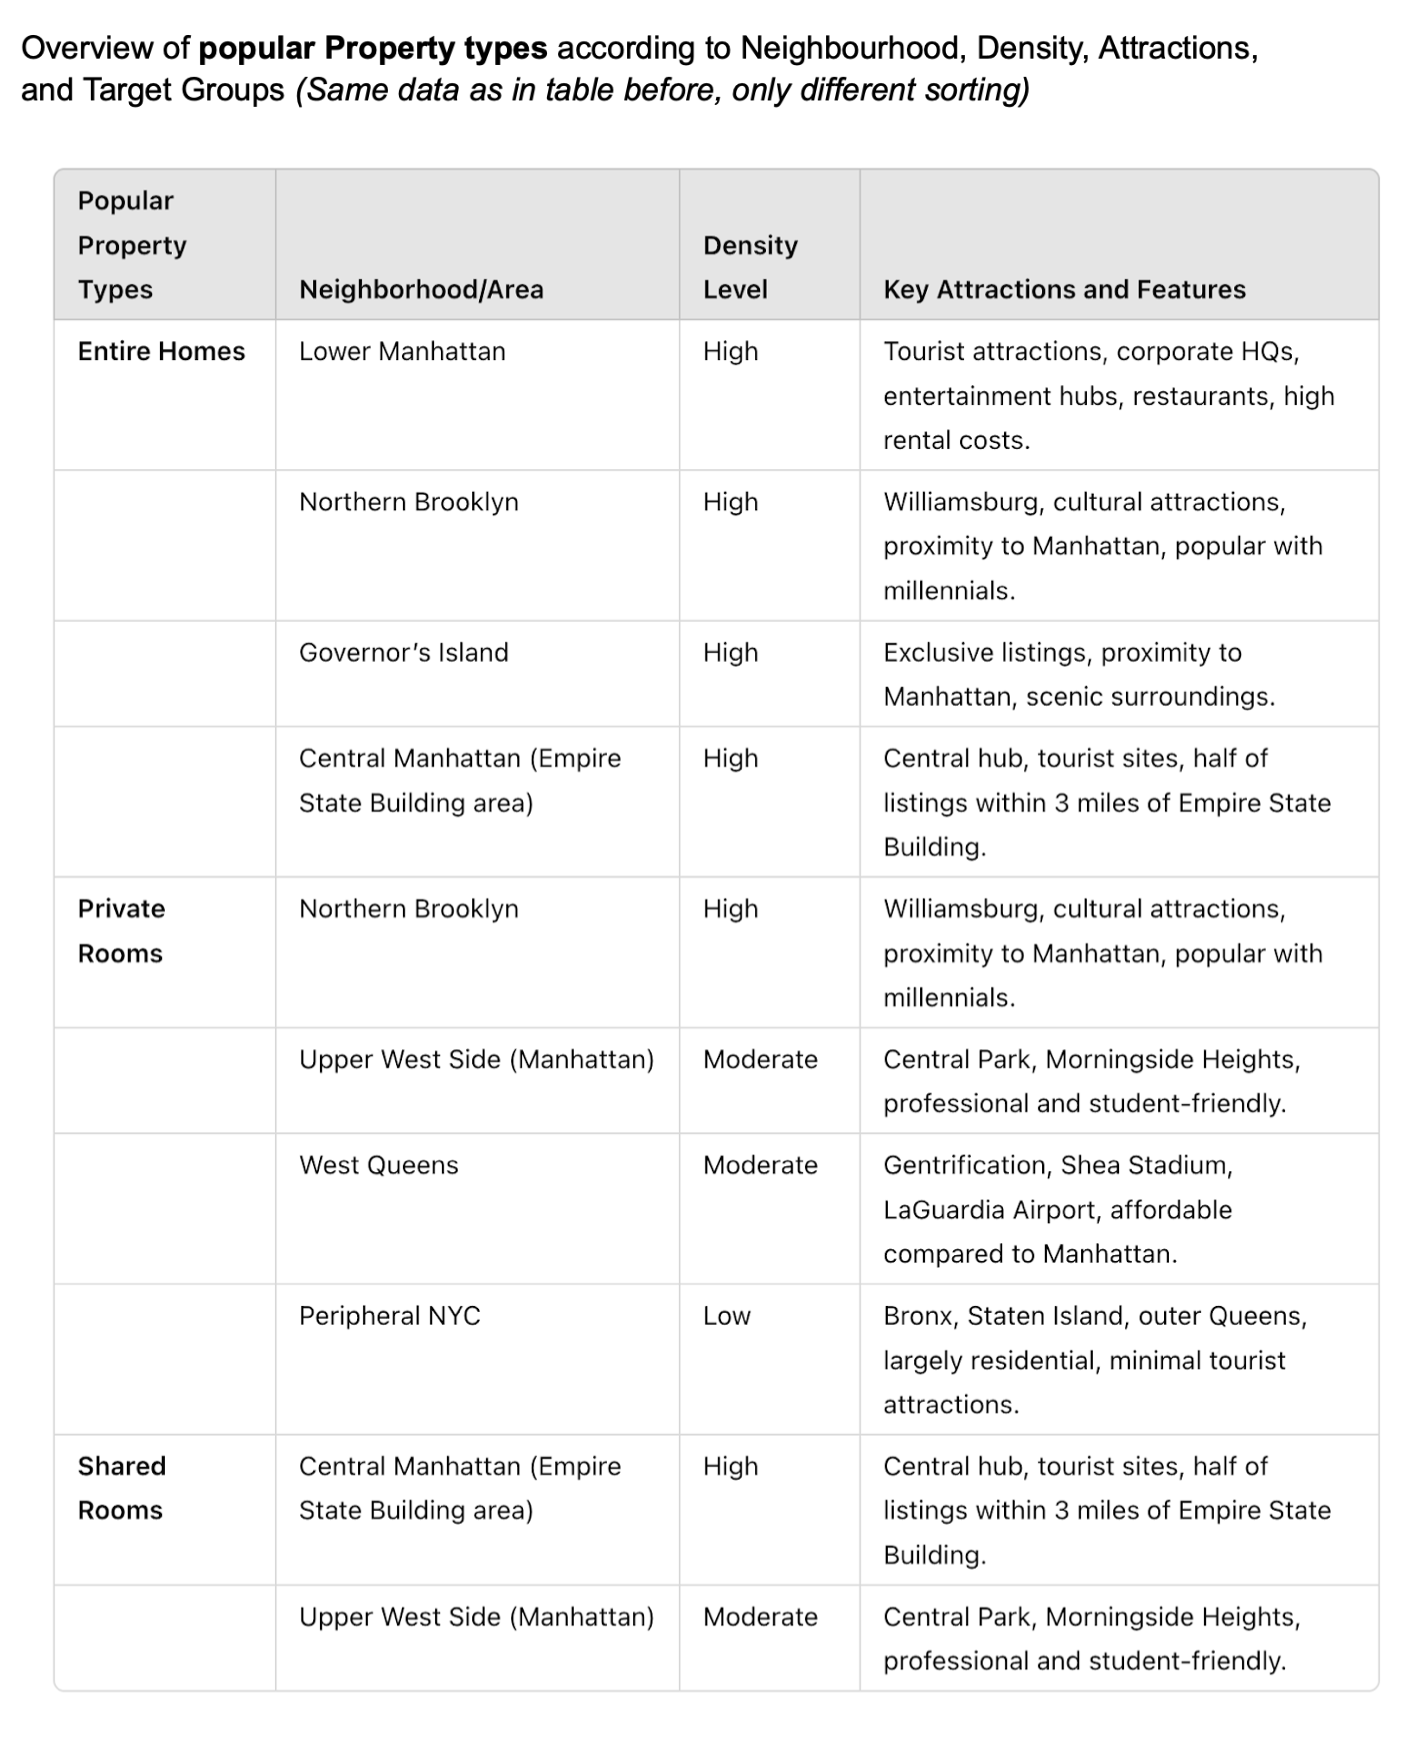 Overview of popular Property types according to Neighbourhood, Density, Attractions,
and Target Groups (Same data as in table before, only different sorting)
Popular
Property
Types
Neighborhood/Area
Density
Level
Key Attractions and Features
Entire Homes
Lower Manhattan
High
Tourist attractions, corporate HQs,
entertainment hubs, restaurants, high
rental costs.
Northern Brooklyn
High
Williamsburg, cultural attractions,
proximity to Manhattan, popular with
millennials.
Governor’s Island
High
Exclusive listings, proximity to
Manhattan, scenic surroundings.
Central Manhattan (Empire
State Building area)
High
Central hub, tourist sites, half of
listings within 3 miles of Empire State
Building.
Private
Rooms
Northern Brooklyn
High
Williamsburg, cultural attractions,
proximity to Manhattan, popular with
millennials.
Upper West Side (Manhattan)
Moderate
Central Park, Morningside Heights,
professional and student-friendly.
West Queens
Moderate
Gentrification, Shea Stadium,
LaGuardia Airport, affordable
compared to Manhattan.
Peripheral NYC
Low
Bronx, Staten Island, outer Queens,
largely residential, minimal tourist
attractions.
Shared
Rooms
Central Manhattan (Empire
State Building area)
High
Central hub, tourist sites, half of
listings within 3 miles of Empire State
Building.
Upper West Side (Manhattan)
Moderate
Central Park, Morningside Heights,
professional and student-friendly.